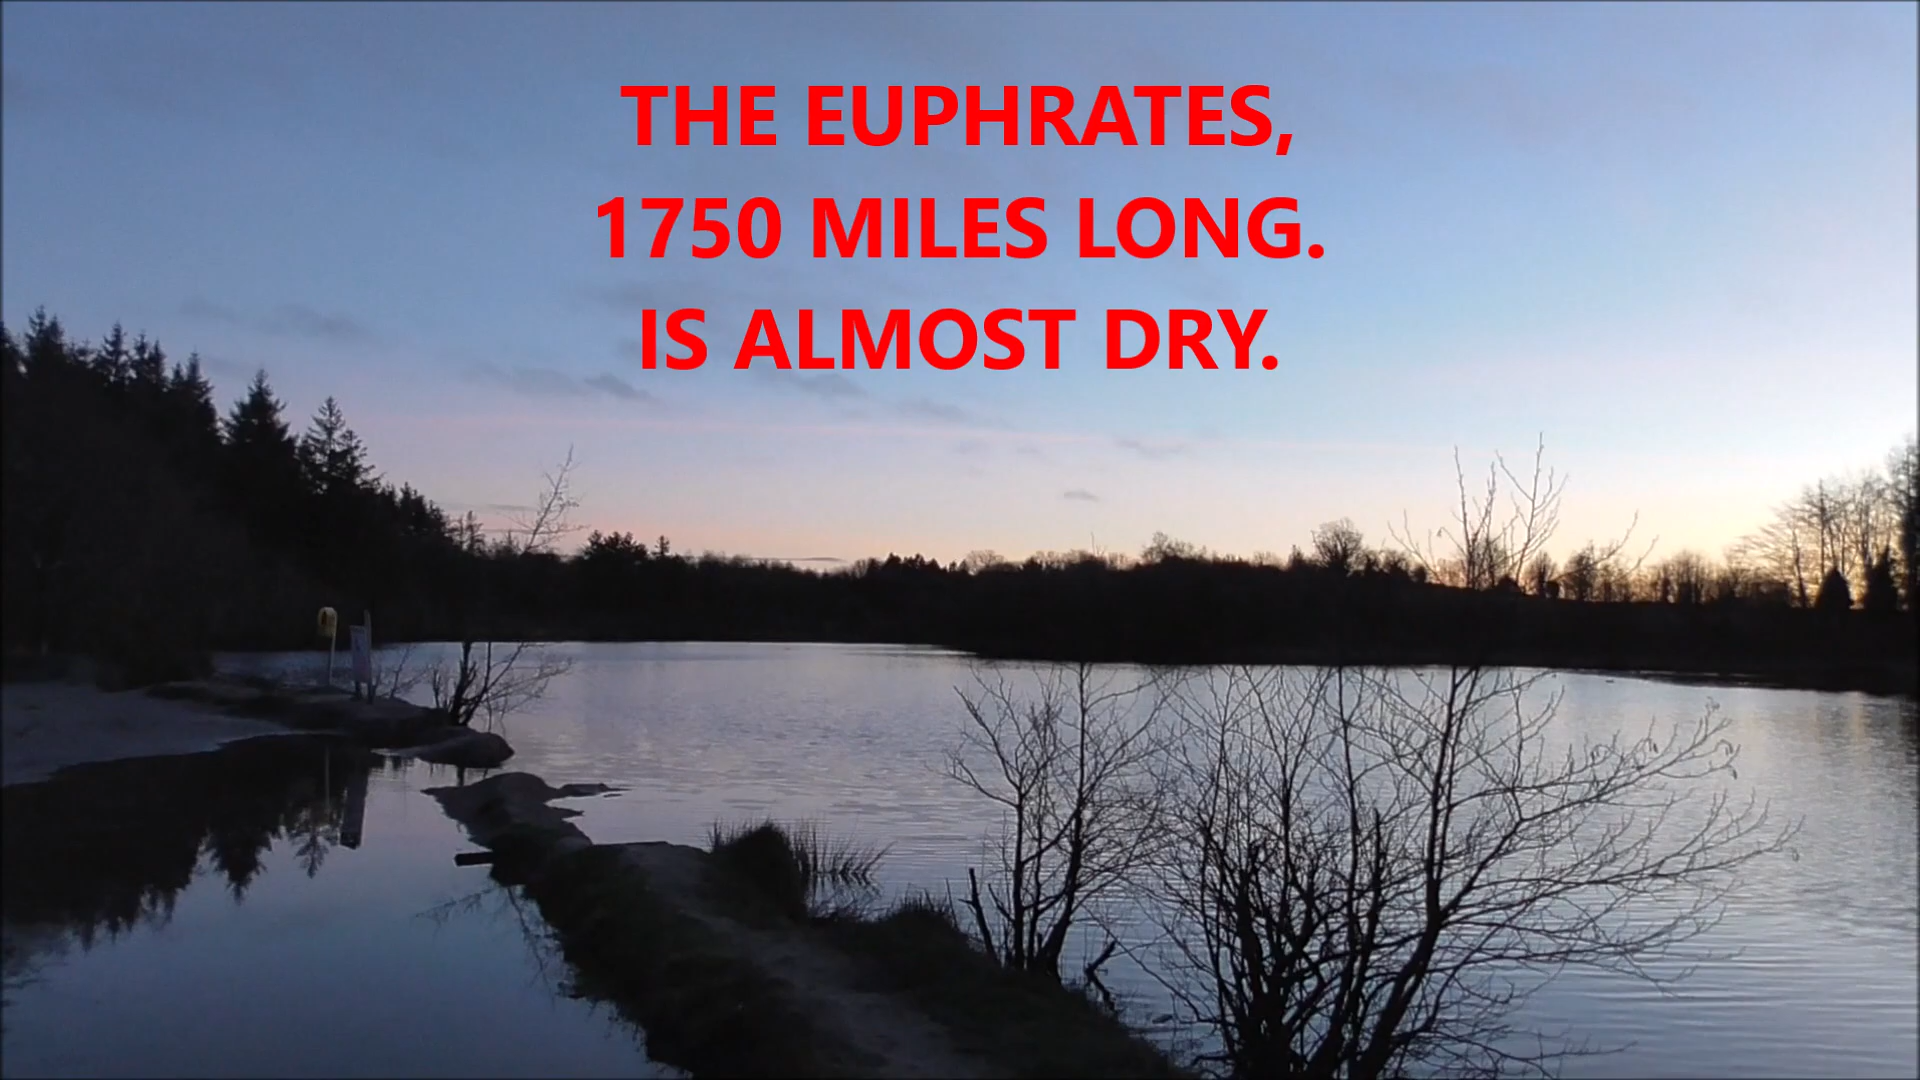 THE EUPHRATES,
1750 MILES LONG.
IS ALMOST DRY.